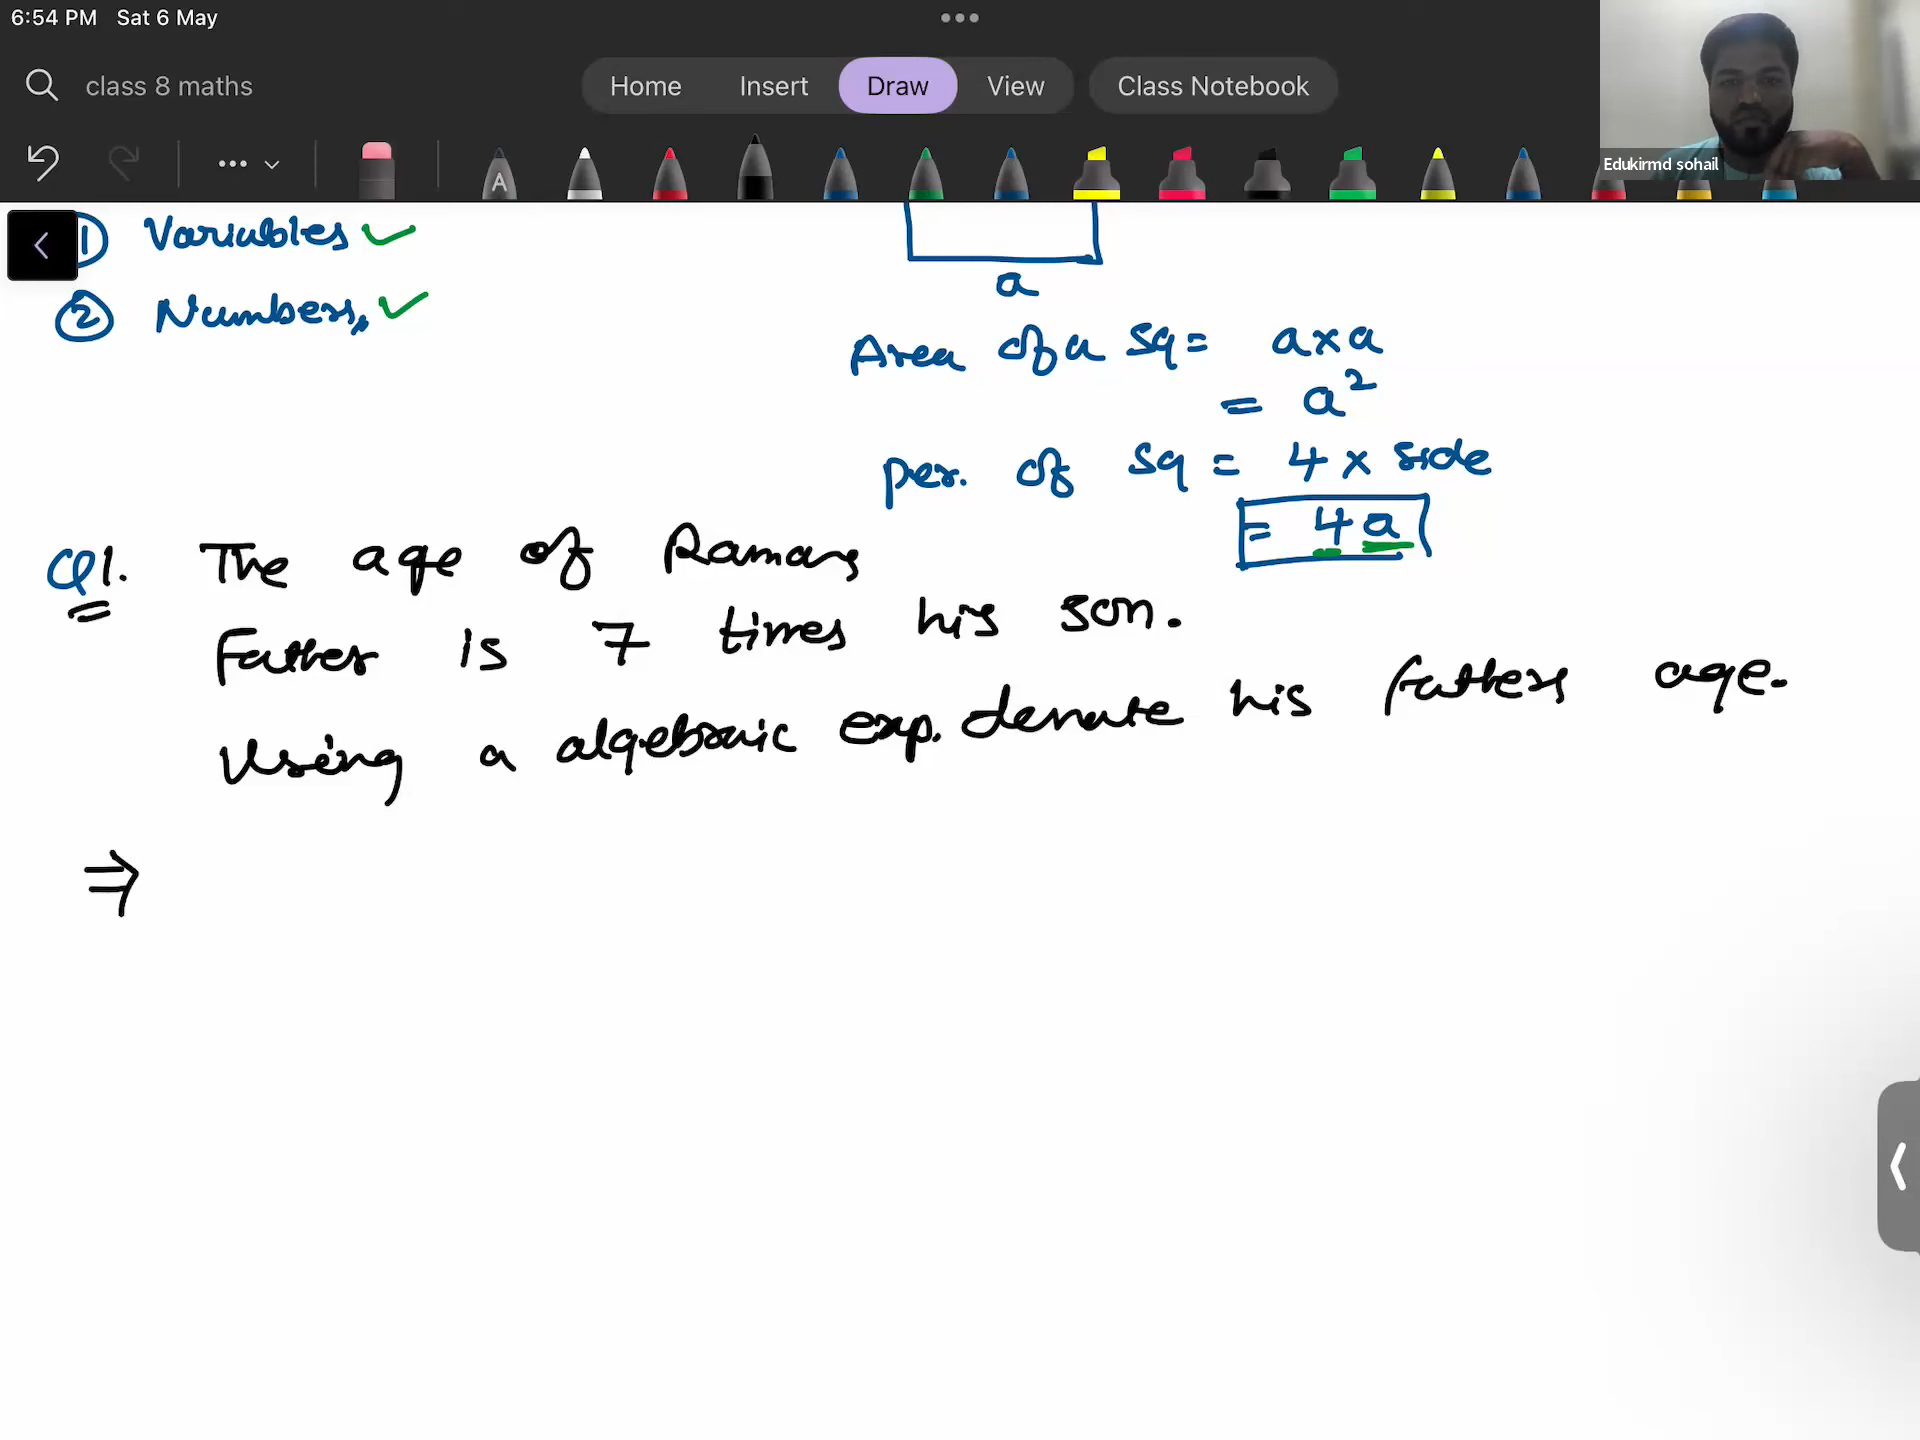 6:54 PM Sat 6 May
class 8 maths
Home Insert Draw View Class Notebook
A
Edukirmd sohail
1 Variables ✓
2 Numbers, ✓
a
Area of a sq = a×a
= a²
per. of sq = 4 × side
= 4a
Q1. The age of Ramans
Father is 7 times his son.
Using a algebraic exp. denote his fathers age.
⇒